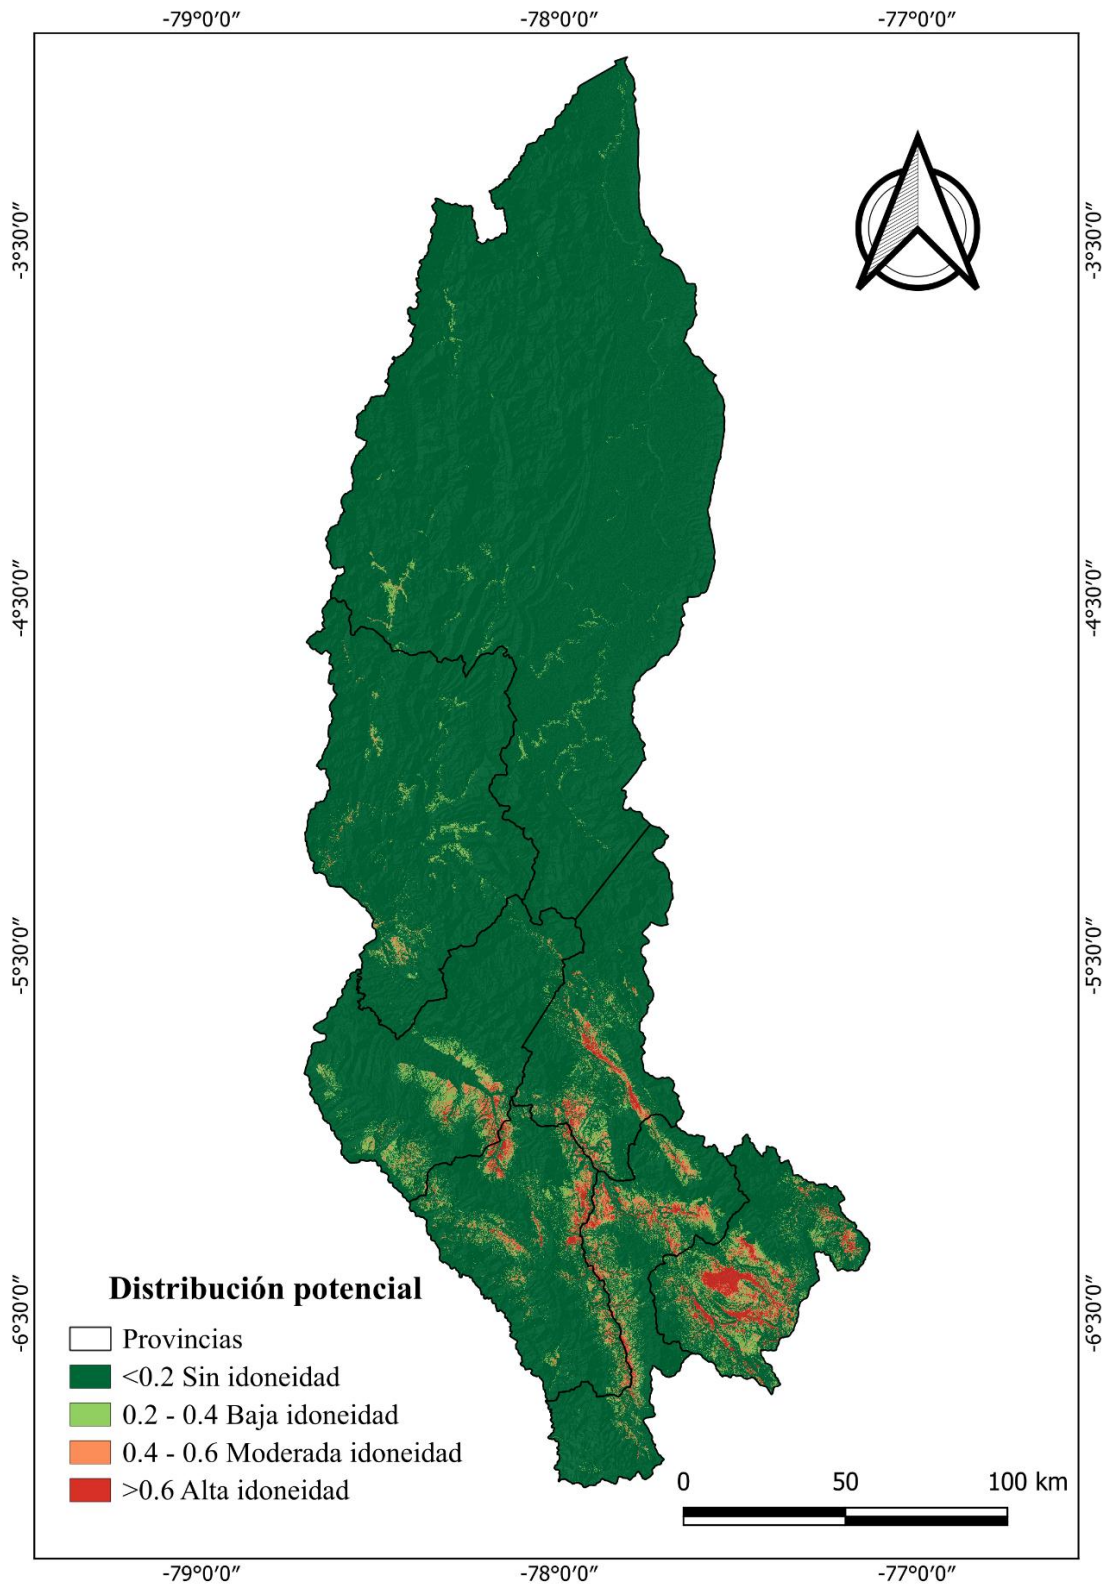 -79°0′0″ -78°0′0″ -77°0′0″
-3°30′0″ -3°30′0″
-4°30′0″ -4°30′0″
-5°30′0″ -5°30′0″
-6°30′0″ -6°30′0″
Distribución potencial
Provincias
<0.2 Sin idoneidad
0.2 - 0.4 Baja idoneidad
0.4 - 0.6 Moderada idoneidad
>0.6 Alta idoneidad
0 50 100 km
-79°0′0″ -78°0′0″ -77°0′0″